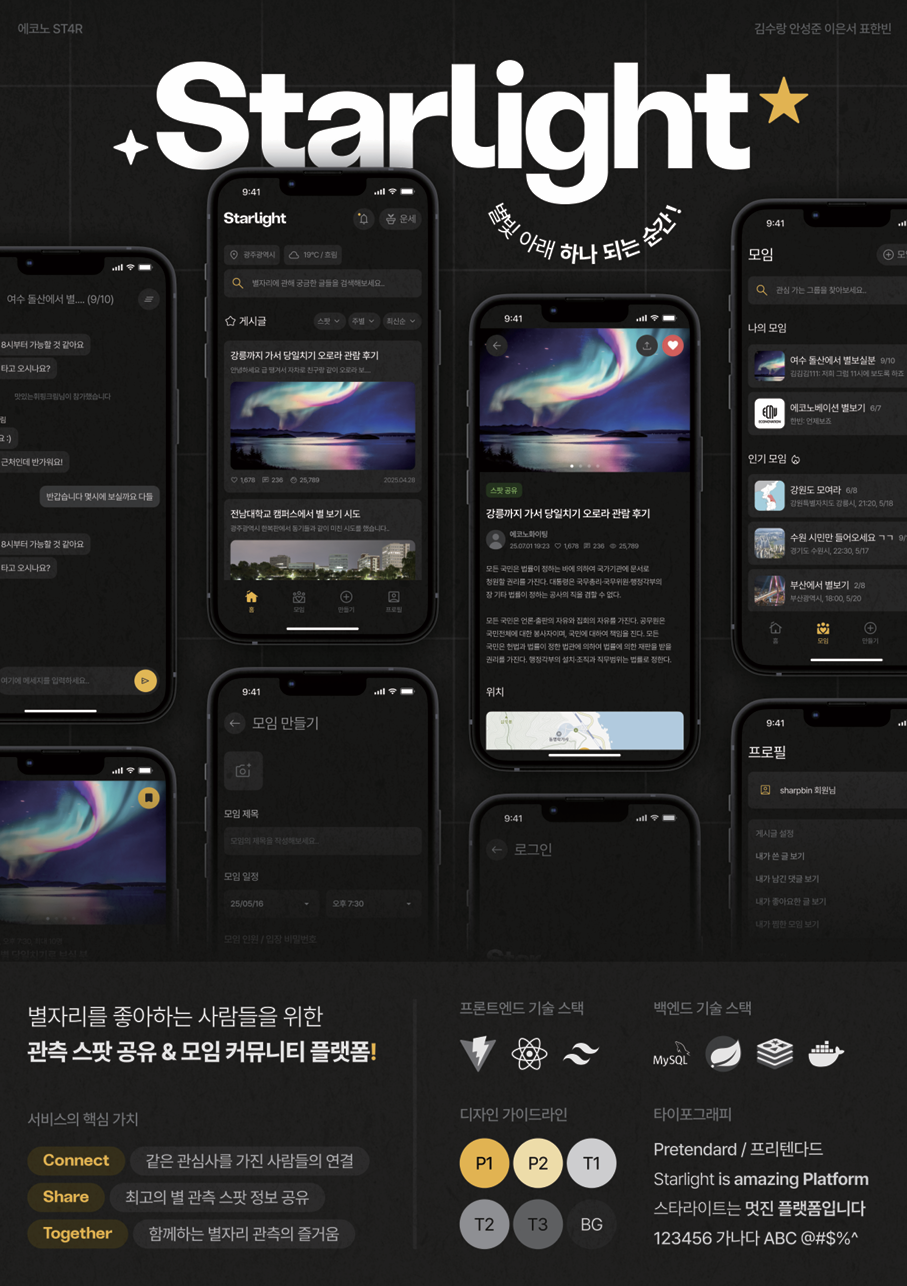 에코노 ST4R
김수랑 안성준 이은서 표한빈
Starlight
별빛 아래 하나 되는 순간!
여수 돌산에서 별.... (9/10)
8시부터 가능할 것 같아요
타고 오시나요?
맛있는휘핑크림님이 참가했습니다
근처인데 반가워요!
반갑습니다 몇시에 보실까요 다들
8시부터 가능할 것 같아요
타고 오시나요?
여기에 메세지를 입력하세요..
9:41
Starlight
운세
광주광역시
19°C / 흐림
별자리에 관해 궁금한 글들을 검색해보세요..
게시글
스팟
주별
최신순
강릉까지 가서 당일치기 오로라 관람 후기
1,678 236 25,789
2025.04.26
전남대학교 캠퍼스에서 별 보기 시도
광주광역시 한복판에서 동기들과 같이 미친 시도를 했습니다..
홈 모임 만들기 프로필
9:41
스팟 공유
강릉까지 가서 당일치기 오로라 관람 후기
에코노화이팅
25.07.01 19:23 1,678 236 25,789
모든 국민은 법률이 정하는 바에 의하여 국가기관에 문서로
청원할 권리를 가진다. 대통령은 국무총리·국무위원·행정각부의
장 기타 법률이 정하는 공사의 직을 겸할 수 없다.
모든 국민은 언론·출판의 자유와 집회의 자유를 가진다. 공무원은
국민전체에 대한 봉사자이며, 국민에 대하여 책임을 진다. 모든
국민은 헌법과 법률이 정한 법관에 의하여 법률에 의한 재판을 받을
권리를 가진다. 행정각부의 설치·조직과 직무범위는 법률로 정한다.
위치
9:41
모임
관심 가는 그룹을 찾아보세요..
나의 모임
여수 돌산에서 별보실분 9/10
김김김111: 저희 그럼 11시에 보도록 하죠
에코노베이션 별보기 6/7
ECONOVATION
한빈: 언제보죠
인기 모임
강원도 모여라 6/8
강원특별자치도 강릉시, 21:20, 5/18
수원 시민만 들어오세요 ㄱㄱ
경기도 수원시, 22:30, 5/17
부산에서 별보기 2/8
부산광역시, 18:00, 5/20
홈 모임 만들기
9:41
모임 만들기
모임 제목
모임의 제목을 작성해보세요..
모임 일정
25/05/16
오후 7:30
모임 인원 / 입장 비밀번호
9:41
로그인
9:41
프로필
sharpbin 회원님
게시글 설정
내가 쓴 글 보기
내가 남긴 댓글 보기
내가 좋아요한 글 보기
내가 찜한 모임 보기
별자리를 좋아하는 사람들을 위한
관측 스팟 공유 & 모임 커뮤니티 플랫폼!
서비스의 핵심 가치
Connect 같은 관심사를 가진 사람들의 연결
Share 최고의 별 관측 스팟 정보 공유
Together 함께하는 별자리 관측의 즐거움
프론트엔드 기술 스택
백엔드 기술 스택
MySQL
디자인 가이드라인
P1 P2 T1
T2 T3 BG
타이포그래피
Pretendard / 프리텐다드
Starlight is amazing Platform
스타라이트는 멋진 플랫폼입니다
123456 가나다 ABC @#$%^